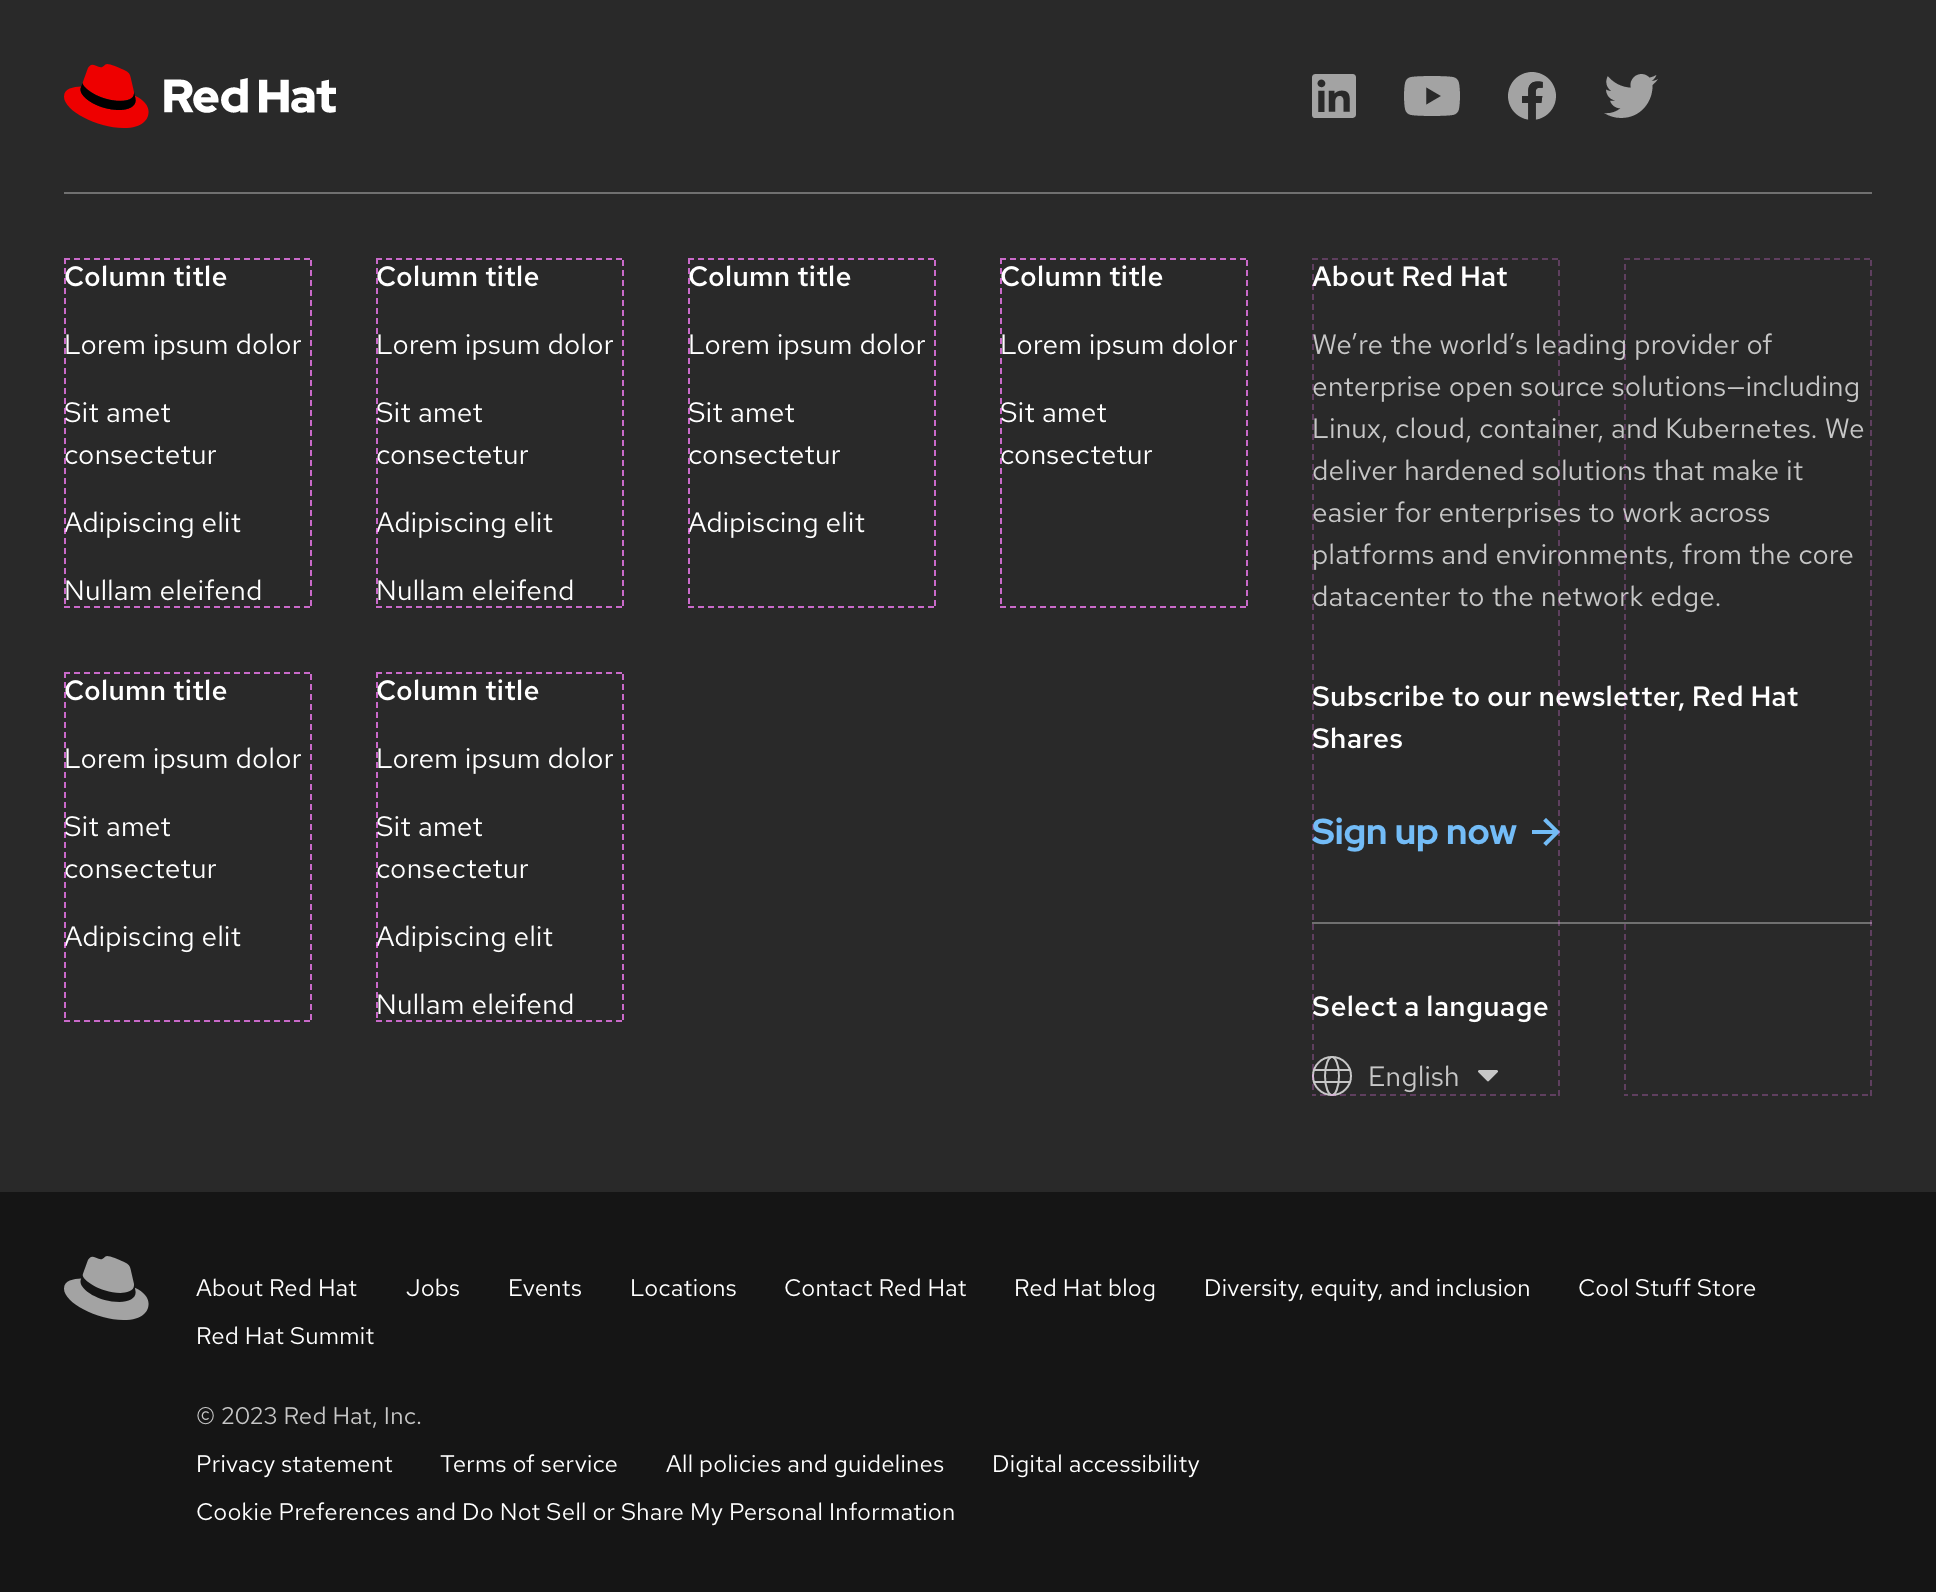 Red Hat
Column title
Lorem ipsum dolor
Sit amet
consectetur
Adipiscing elit
Nullam eleifend
Column title
Lorem ipsum dolor
Sit amet
consectetur
Adipiscing elit
Nullam eleifend
Column title
Lorem ipsum dolor
Sit amet
consectetur
Adipiscing elit
Column title
Lorem ipsum dolor
Sit amet
consectetur
Column title
Lorem ipsum dolor
Sit amet
consectetur
Adipiscing elit
Column title
Lorem ipsum dolor
Sit amet
consectetur
Adipiscing elit
Nullam eleifend
About Red Hat
We’re the world’s leading provider of
enterprise open source solutions—including
Linux, cloud, container, and Kubernetes. We
deliver hardened solutions that make it
easier for enterprises to work across
platforms and environments, from the core
datacenter to the network edge.
Subscribe to our newsletter, Red Hat
Shares
Sign up now
Select a language
English
About Red Hat Jobs Events Locations Contact Red Hat Red Hat blog Diversity, equity, and inclusion Cool Stuff Store
Red Hat Summit
© 2023 Red Hat, Inc.
Privacy statement Terms of service All policies and guidelines Digital accessibility
Cookie Preferences and Do Not Sell or Share My Personal Information